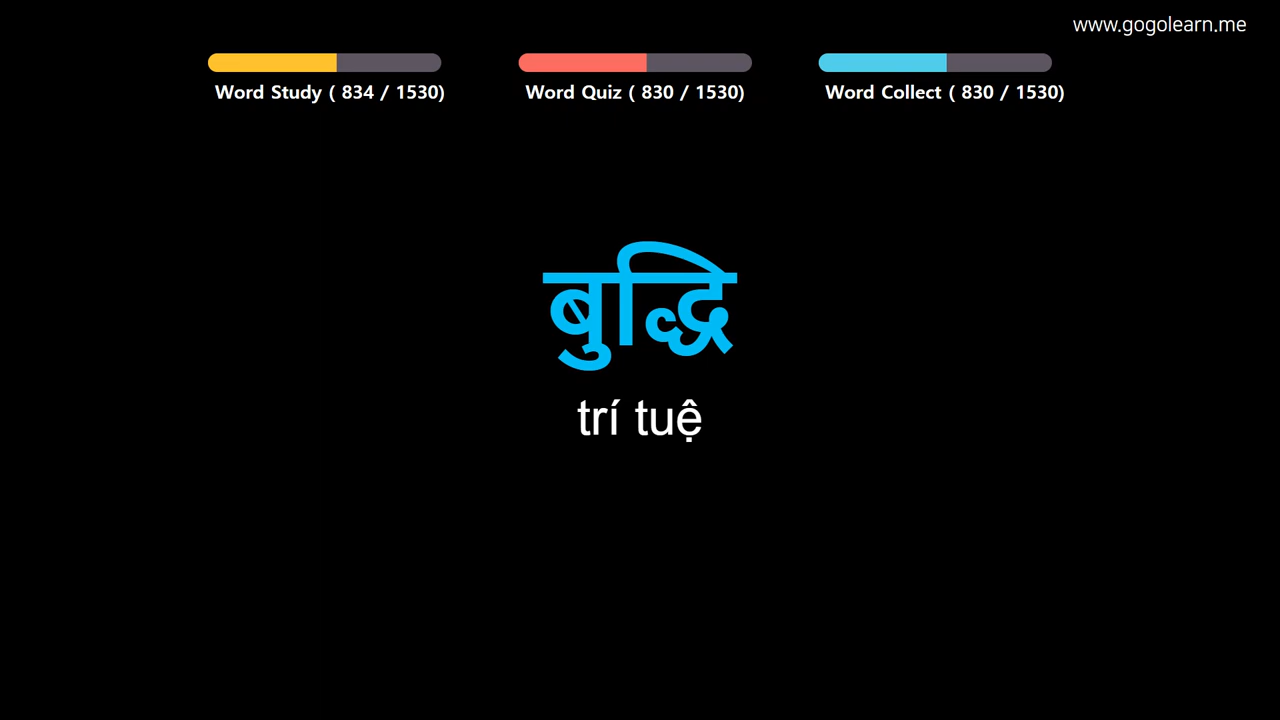 www.gogolearn.me
Word Study ( 834 / 1530)
Word Quiz ( 830 / 1530)
Word Collect ( 830 / 1530)
बुद्धि
trí tuệ